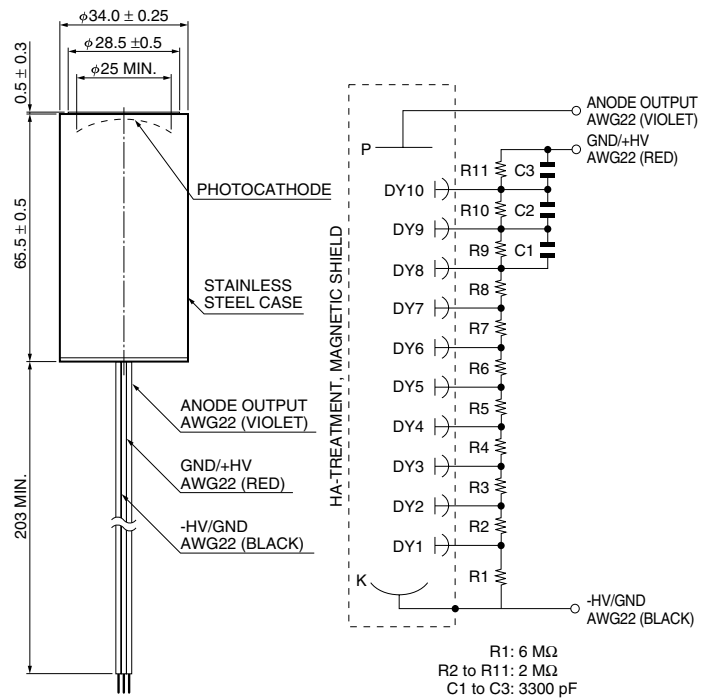 φ34.0 ± 0.25
φ28.5 ±0.5
φ25 MIN.
0.5 ± 0.3
65.5 ± 0.5
203 MIN.
PHOTOCATHODE
STAINLESS
STEEL CASE
ANODE OUTPUT
AWG22 (VIOLET)
GND/+HV
AWG22 (RED)
-HV/GND
AWG22 (BLACK)
HA-TREATMENT, MAGNETIC SHIELD
ANODE OUTPUT
AWG22 (VIOLET)
GND/+HV
AWG22 (RED)
P
R11 C3
DY10
R10 C2
DY9
R9 C1
DY8
R8
DY7
R7
DY6
R6
DY5
R5
DY4
R4
DY3
R3
DY2
R2
DY1
R1
K
-HV/GND
AWG22 (BLACK)
R1: 6 MΩ
R2 to R11: 2 MΩ
C1 to C3: 3300 pF